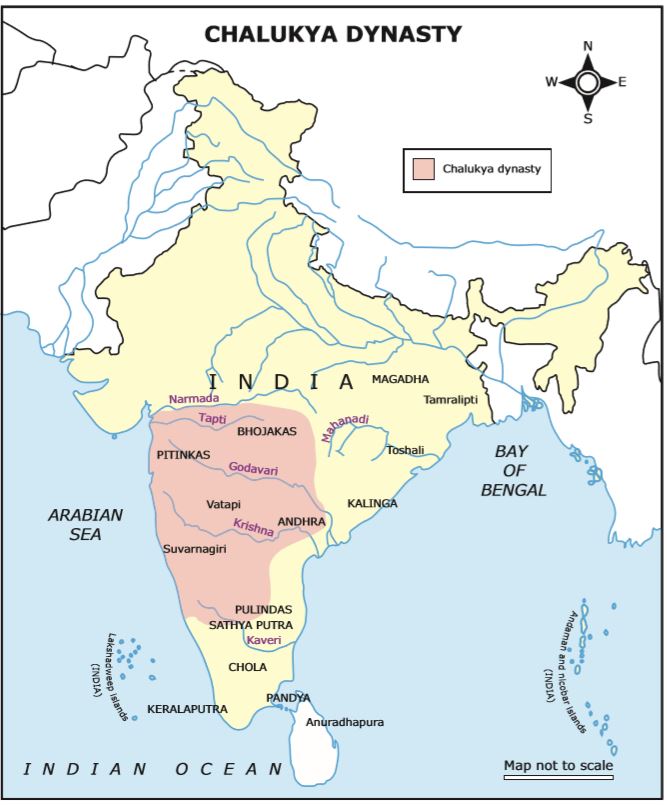 CHALUKYA DYNASTY
N
W
E
S
Chalukya dynasty
I N D I A
MAGADHA
Narmada
Tamralipti
Tapti
Mahanadi
BHOJAKAS
Toshali
PITINKAS
BAY
OF
BENGAL
Godavari
Vatapi
KALINGA
ARABIAN
SEA
Krishna
ANDHRA
Suvarnagiri
PULINDAS
SATHYA PUTRA
Kaveri
Lakshadweep islands
(INDIA)
Andaman and nicobar Islands
(INDIA)
CHOLA
PANDYA
KERALAPUTRA
Anuradhapura
INDIAN OCEAN
Map not to scale